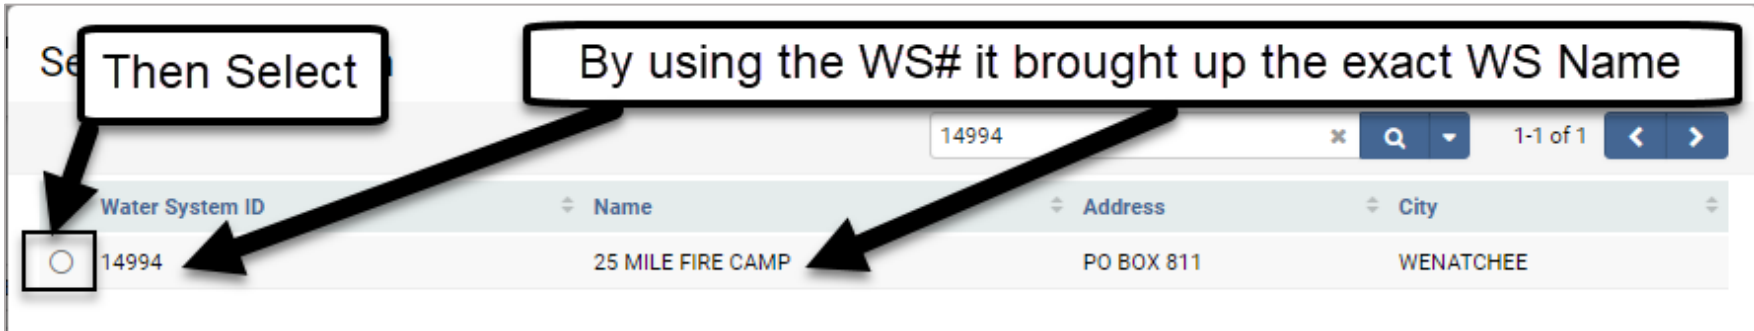 Then Select
By using the WS# it brought up the exact WS Name
14994
1-1 of 1
Water System ID Name Address City
14994 25 MILE FIRE CAMP PO BOX 811 WENATCHEE